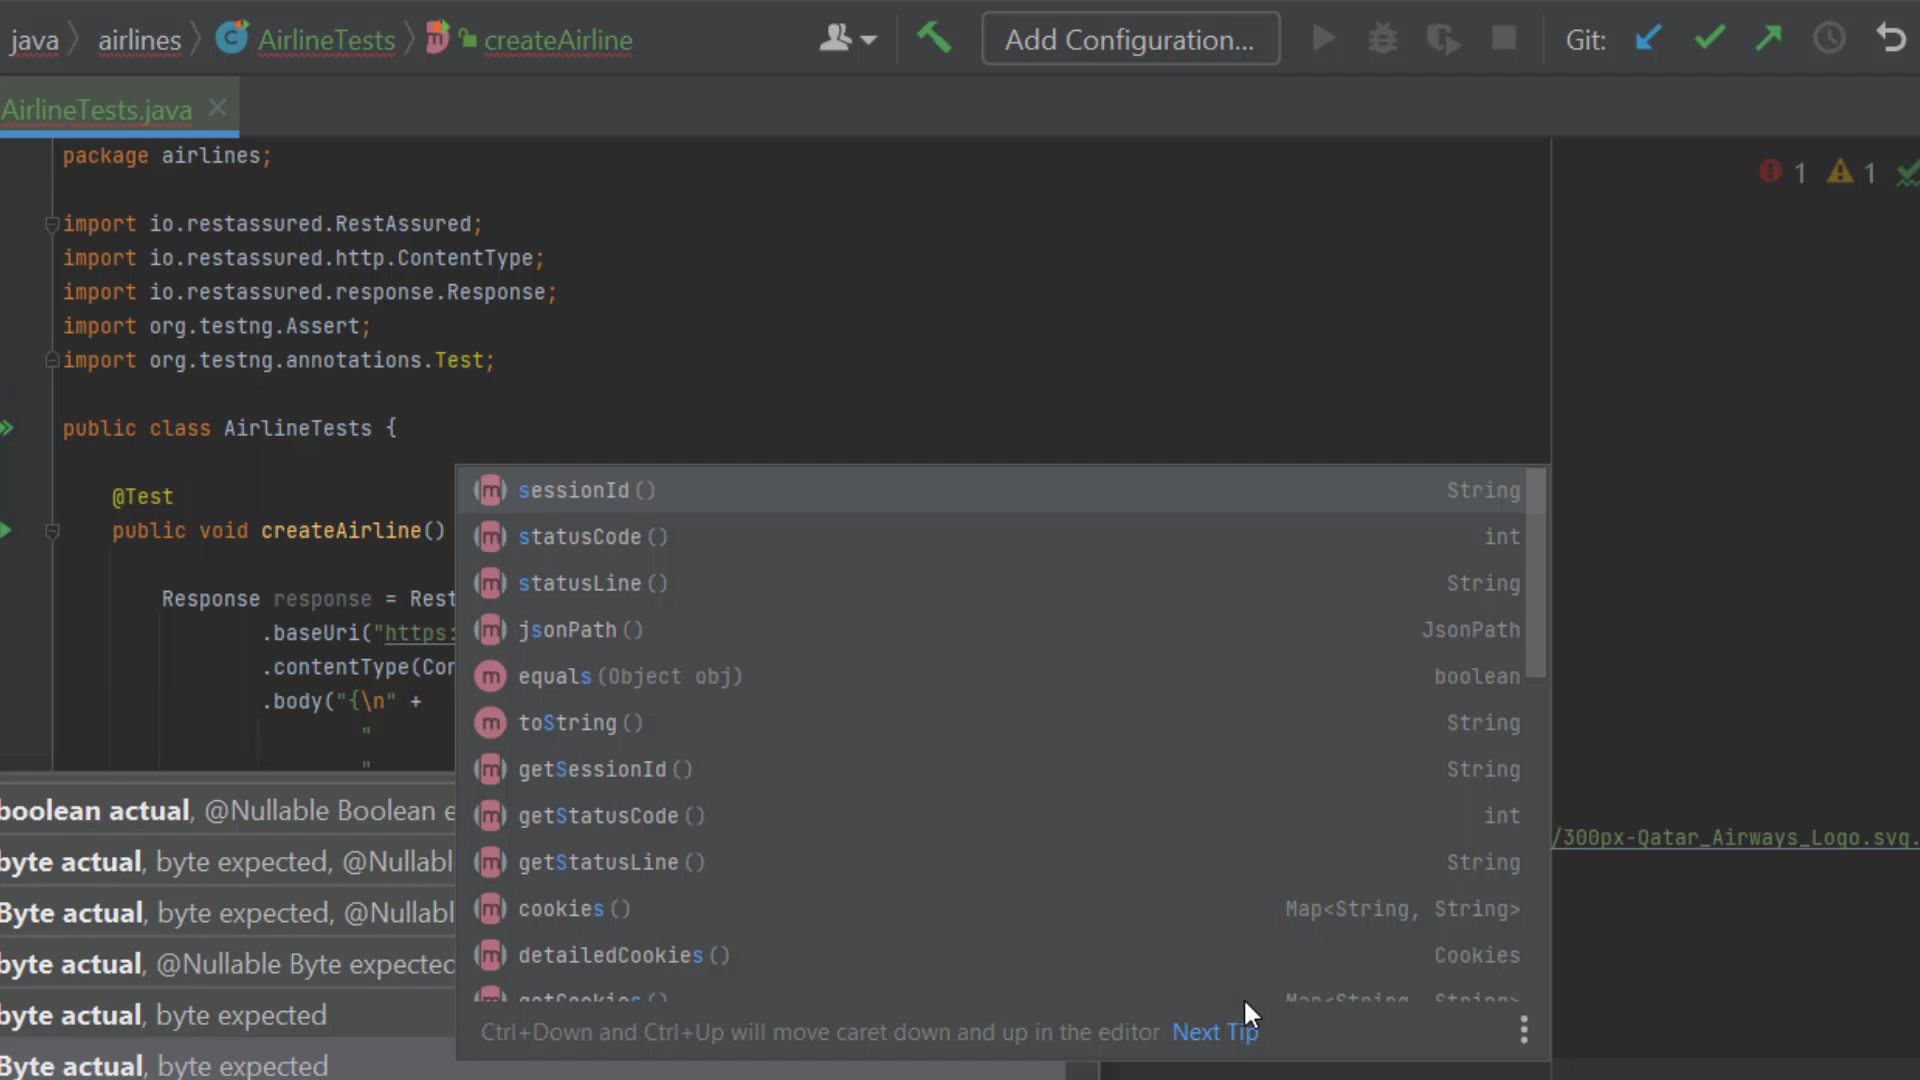 java airlines AirlineTests createAirline Add Configuration... Git:
AirlineTests.java
package airlines;
1 1
import io.restassured.RestAssured;
import io.restassured.http.ContentType;
import io.restassured.response.Response;
import org.testng.Assert;
import org.testng.annotations.Test;
public class AirlineTests {
@Test
public void createAirline()
Response response = Rest
.baseUri("https:
.contentType(Con
.body("{\n" +
"
"
sessionId() String
statusCode() int
statusLine() String
jsonPath() JsonPath
equals(Object obj) boolean
toString() String
getSessionId() String
getStatusCode() int
getStatusLine() String
cookies() Map<String, String>
detailedCookies() Cookies
getCookies() Map<String, String>
Ctrl+Down and Ctrl+Up will move caret down and up in the editor Next Tip
/300px-Qatar_Airways_Logo.svg.
boolean actual, @Nullable Boolean e
byte actual, byte expected, @Nullabl
Byte actual, byte expected, @Nullabl
byte actual, @Nullable Byte expected
byte actual, byte expected
Byte actual, byte expected